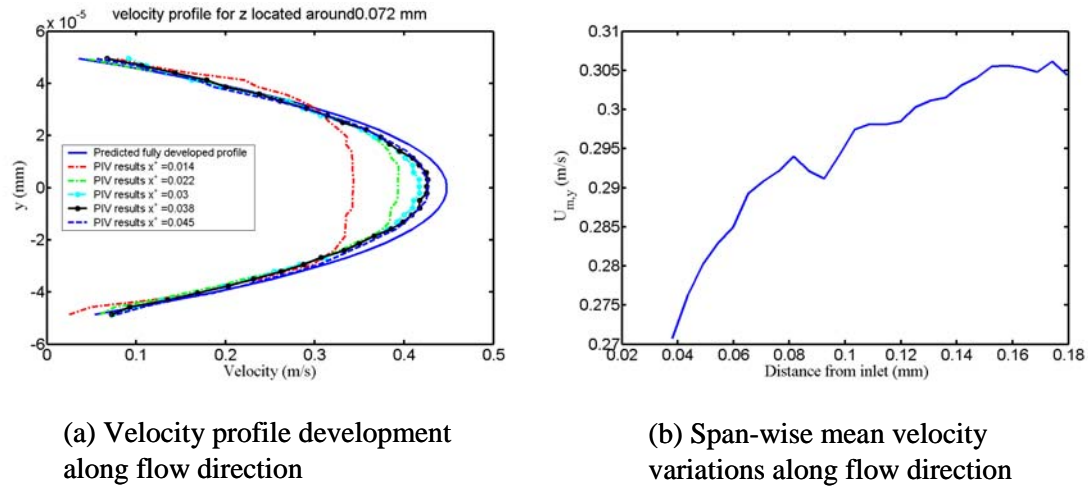 velocity profile for z located around0.072 mm
x 10⁻⁵
6
4
2
0
-2
-4
-6
y (mm)
Predicted fully developed profile
PIV results x⁺=0.014
PIV results x⁺=0.022
PIV results x⁺=0.03
PIV results x⁺=0.038
PIV results x⁺=0.045
0 0.1 0.2 0.3 0.4 0.5
Velocity (m/s)
0.31
0.305
0.3
0.295
0.29
0.285
0.28
0.275
0.27
U_m,y (m/s)
0.02 0.04 0.06 0.08 0.1 0.12 0.14 0.16 0.18
Distance from inlet (mm)
(a) Velocity profile development
along flow direction
(b) Span-wise mean velocity
variations along flow direction